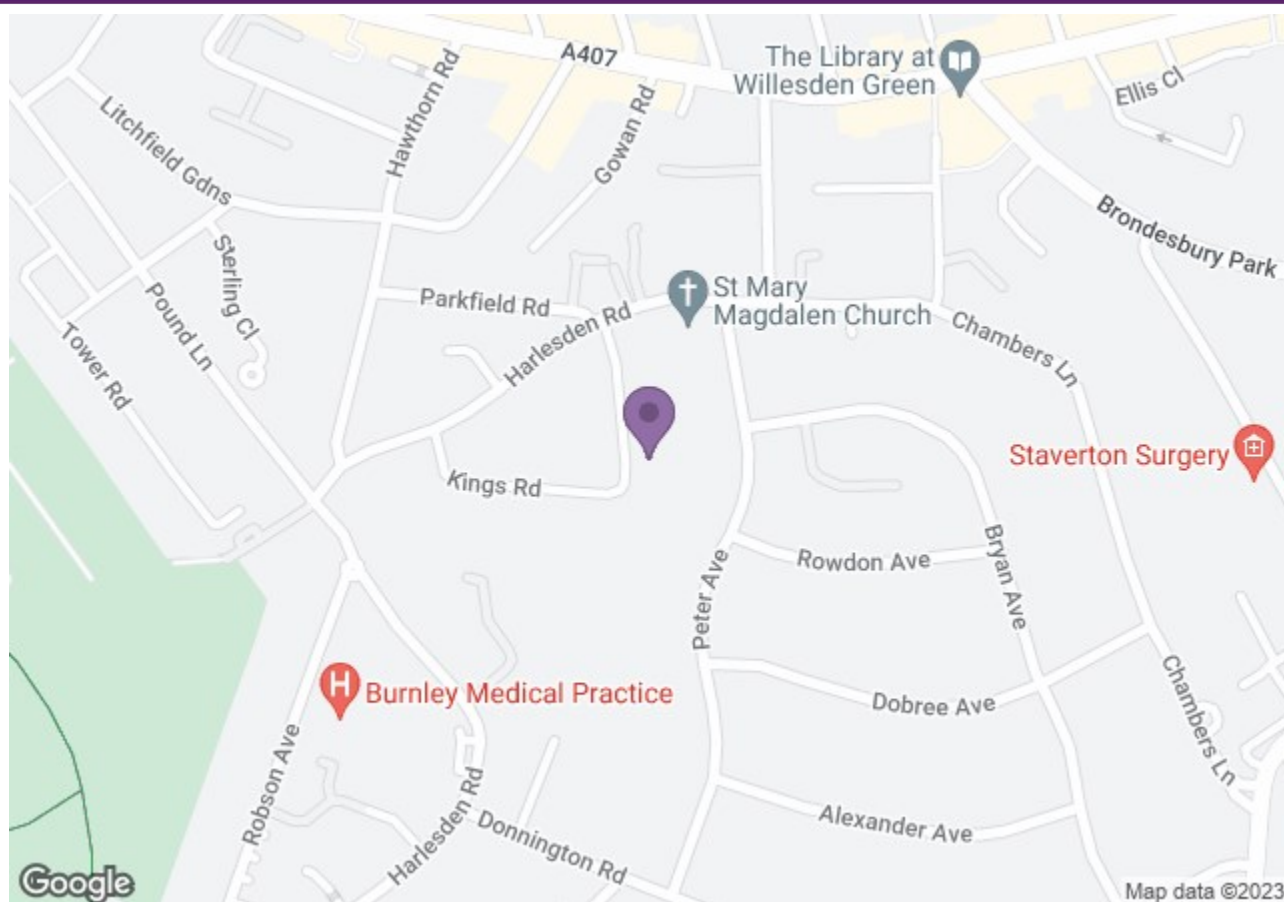 A407
The Library at
Willesden Green
Ellis Cl
Hawthorn Rd
Gowan Rd
Litchfield Gdns
Brondesbury Park
Sterling Cl
Parkfield Rd
St Mary
Magdalen Church
Harlesden Rd
Chambers Ln
Pound Ln
Tower Rd
Staverton Surgery
Kings Rd
Rowdon Ave
Bryan Ave
Peter Ave
Burnley Medical Practice
H
Dobree Ave
Chambers Ln
Robson Ave
Harlesden Rd
Alexander Ave
Donnington Rd
Google
Map data ©2023